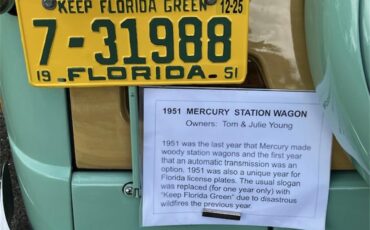 KEEP FLORIDA GREEN 12-25
7-31988
19 FLORIDA 51
1951 MERCURY STATION WAGON
Owners: Tom & Julie Young
1951 was the last year that Mercury made
woody station wagons and the first year
that an automatic transmission was an
option. 1951 was also a unique year for
Florida license plates. The usual slogan
was replaced (for one year only) with
"Keep Florida Green" due to disastrous
wildfires the previous year